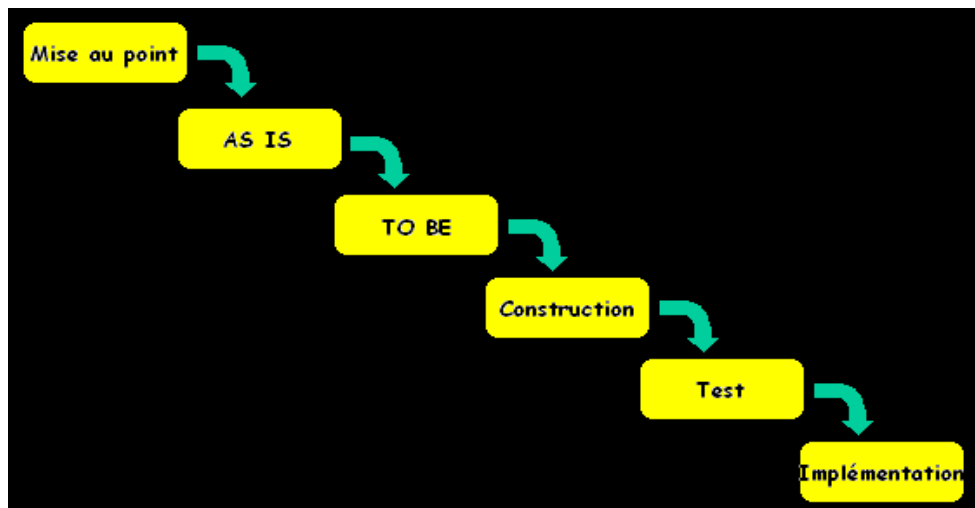 Mise au point
AS IS
TO BE
Construction
Test
Implémentation